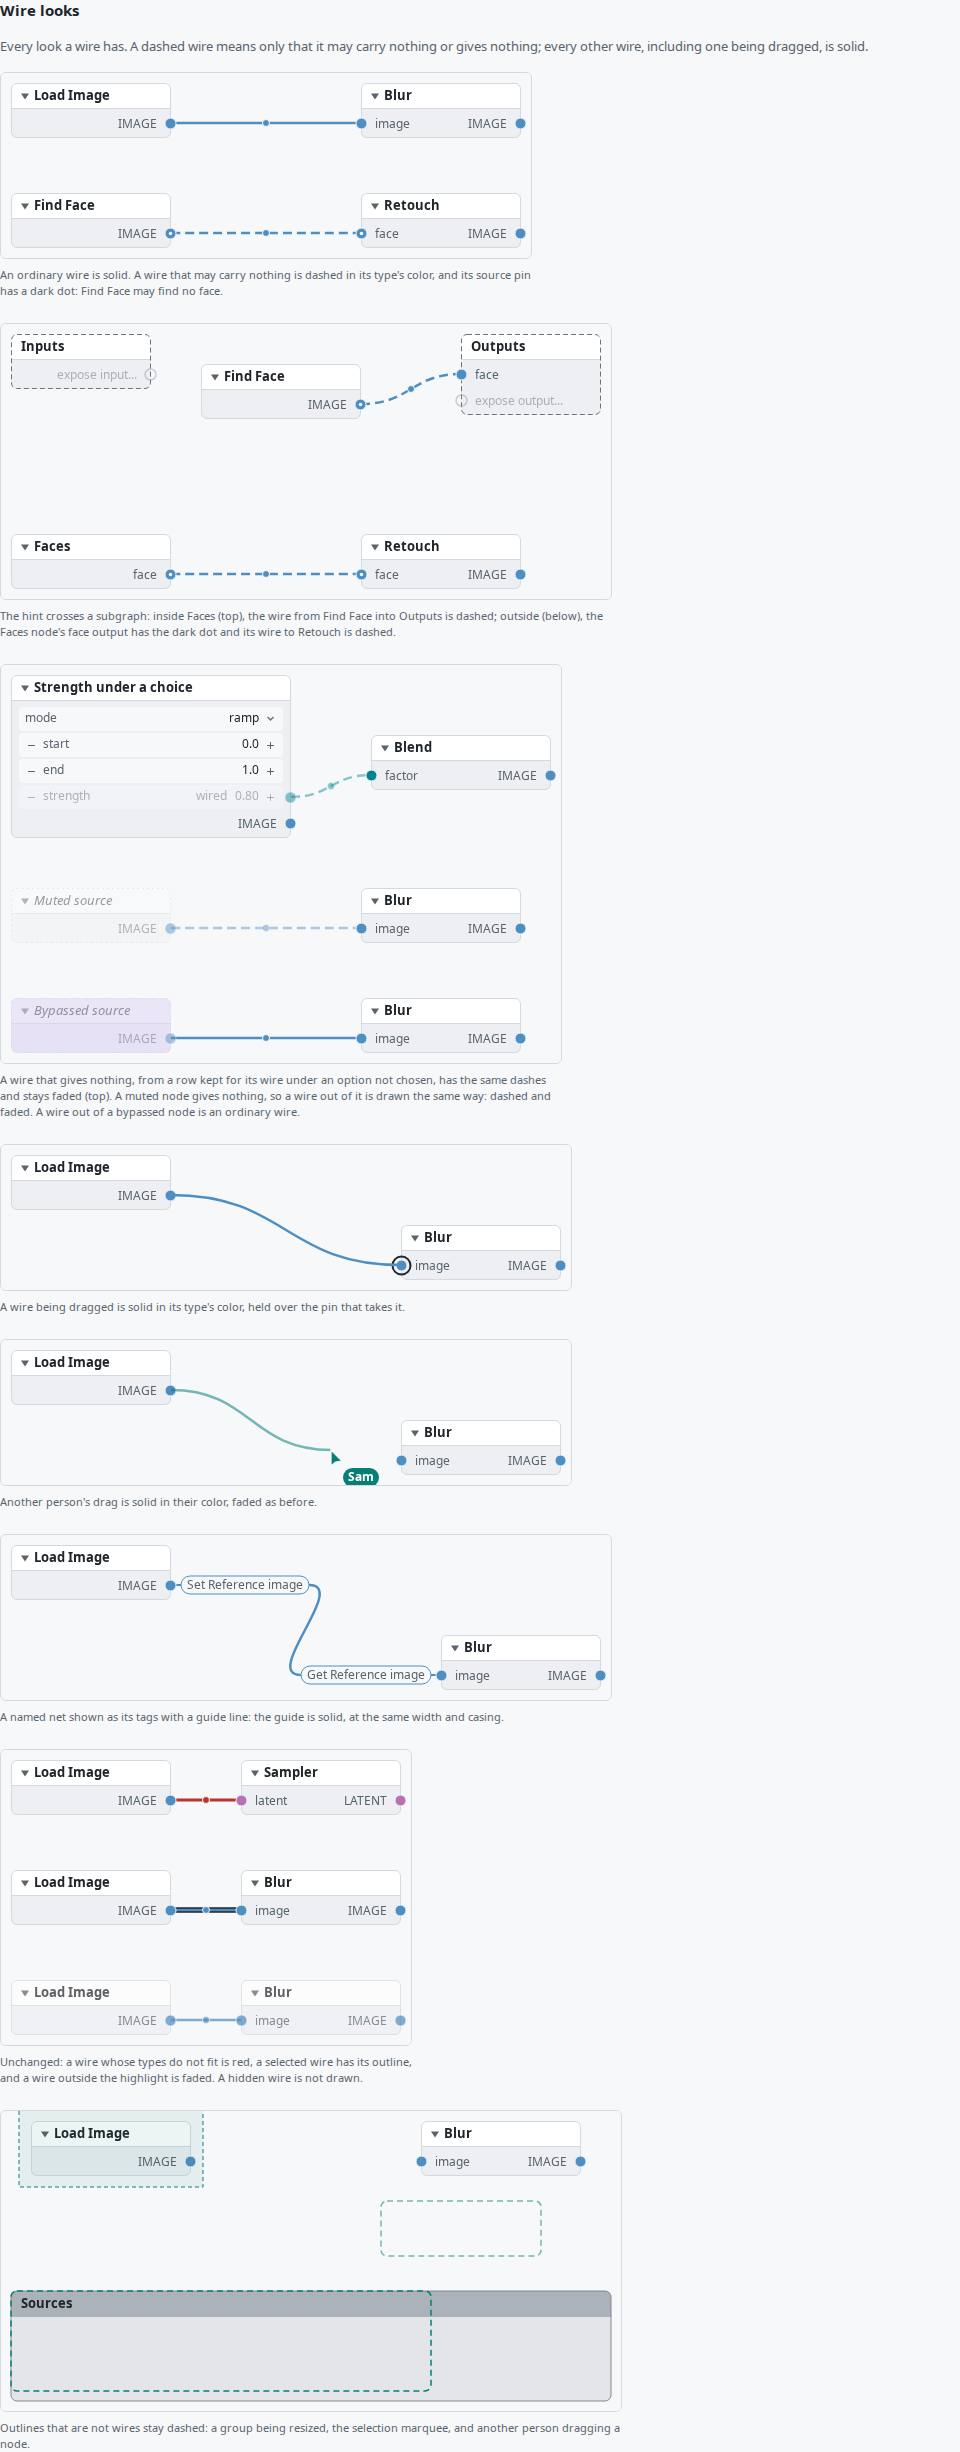 Wire looks
Every look a wire has. A dashed wire means only that it may carry nothing or gives nothing; every other wire, including one being dragged, is solid.
Load Image
Blur
IMAGE
image IMAGE
Find Face
Retouch
IMAGE
face IMAGE
An ordinary wire is solid. A wire that may carry nothing is dashed in its type's color, and its source pin
has a dark dot: Find Face may find no face.
Inputs
Outputs
expose input...
Find Face
face
IMAGE
expose output...
Faces
Retouch
face
face IMAGE
The hint crosses a subgraph: inside Faces (top), the wire from Find Face into Outputs is dashed; outside (below), the
Faces node's face output has the dark dot and its wire to Retouch is dashed.
Strength under a choice
mode ramp
– start 0.0 +
Blend
– end 1.0 +
factor IMAGE
– strength wired 0.80 +
IMAGE
Muted source
Blur
IMAGE
image IMAGE
Bypassed source
Blur
IMAGE
image IMAGE
A wire that gives nothing, from a row kept for its wire under an option not chosen, has the same dashes
and stays faded (top). A muted node gives nothing, so a wire out of it is drawn the same way: dashed and
faded. A wire out of a bypassed node is an ordinary wire.
Load Image
IMAGE
Blur
image IMAGE
A wire being dragged is solid in its type's color, held over the pin that takes it.
Load Image
IMAGE
Blur
image IMAGE
Sam
Another person's drag is solid in their color, faded as before.
Load Image
IMAGE
Set Reference image
Blur
Get Reference image
image IMAGE
A named net shown as its tags with a guide line: the guide is solid, at the same width and casing.
Load Image
Sampler
IMAGE
latent LATENT
Load Image
Blur
IMAGE
image IMAGE
Load Image
Blur
IMAGE
image IMAGE
Unchanged: a wire whose types do not fit is red, a selected wire has its outline,
and a wire outside the highlight is faded. A hidden wire is not drawn.
Load Image
Blur
IMAGE
image IMAGE
Sources
Outlines that are not wires stay dashed: a group being resized, the selection marquee, and another person dragging a
node.